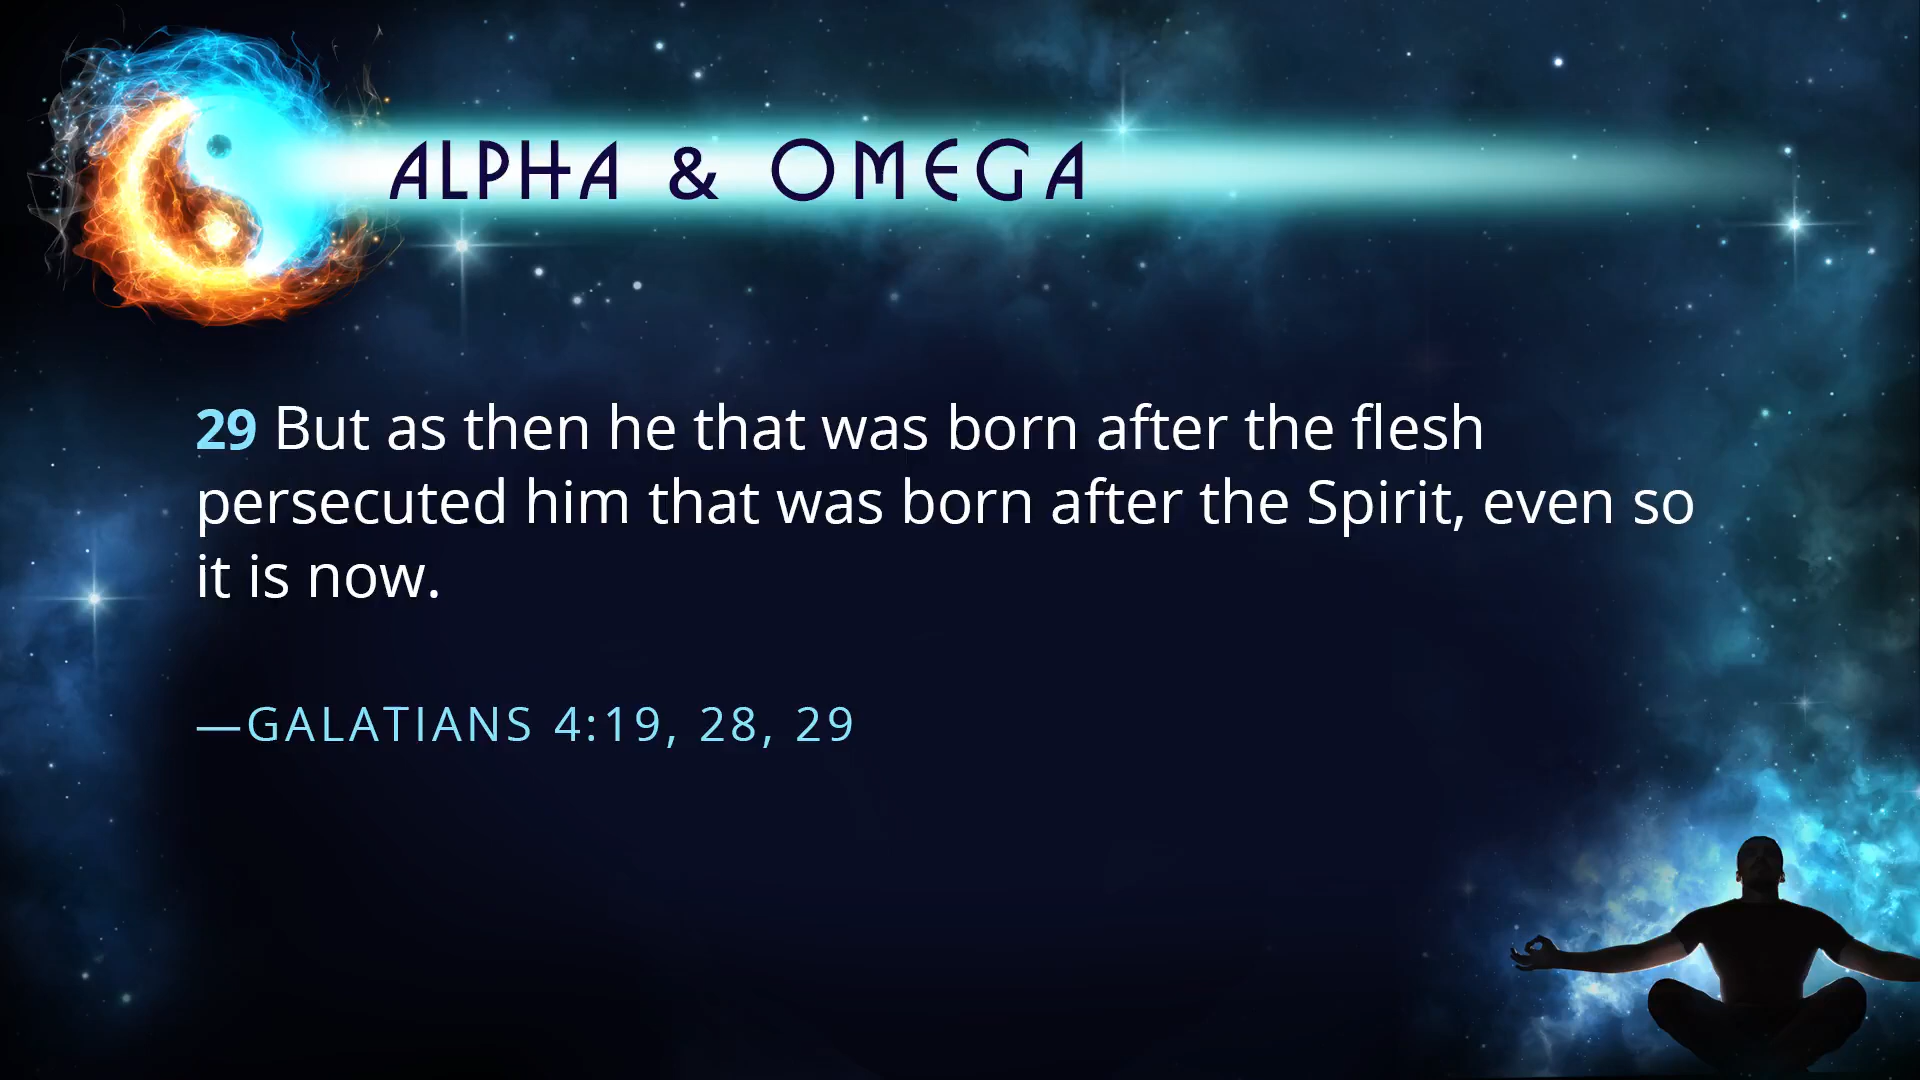 ALPHA & OMEGA
29 But as then he that was born after the flesh
persecuted him that was born after the Spirit, even so
it is now.
—GALATIANS 4:19, 28, 29